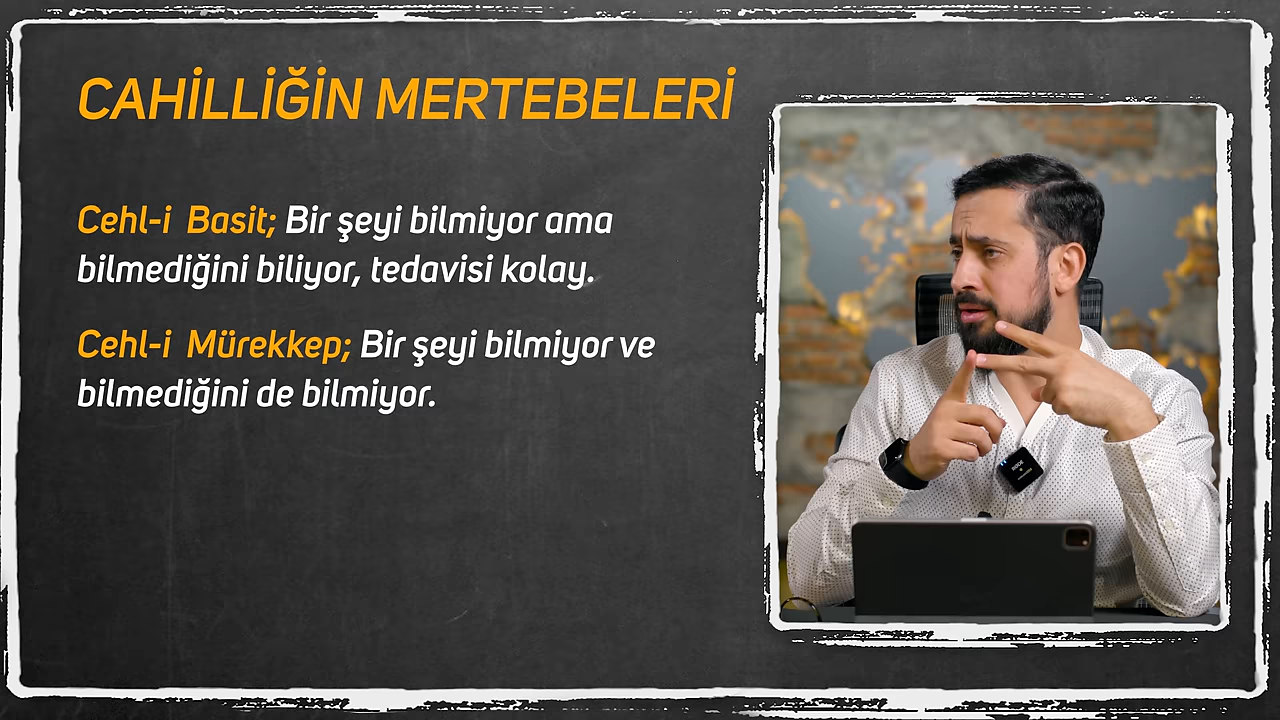 CAHİLLİĞİN MERTEBELERİ
Cehl-i Basit; Bir şeyi bilmiyor ama
bilmediğini biliyor, tedavisi kolay.
Cehl-i Mürekkep; Bir şeyi bilmiyor ve
bilmediğini de bilmiyor.